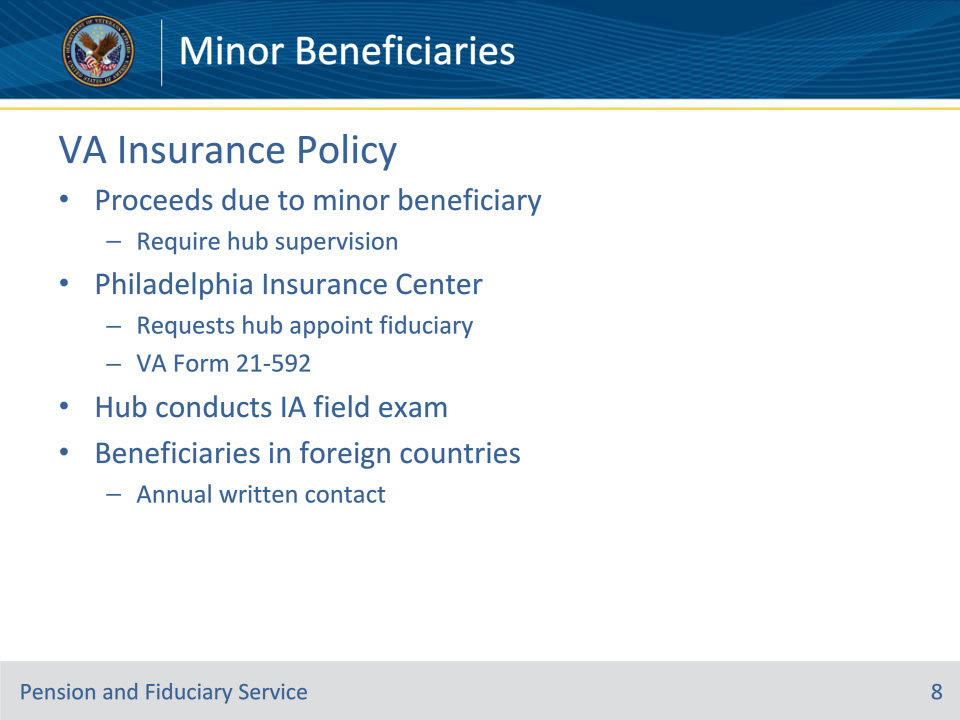 Minor Beneficiaries
VA Insurance Policy
• Proceeds due to minor beneficiary
– Require hub supervision
• Philadelphia Insurance Center
– Requests hub appoint fiduciary
– VA Form 21-592
• Hub conducts IA field exam
• Beneficiaries in foreign countries
– Annual written contact
Pension and Fiduciary Service
8